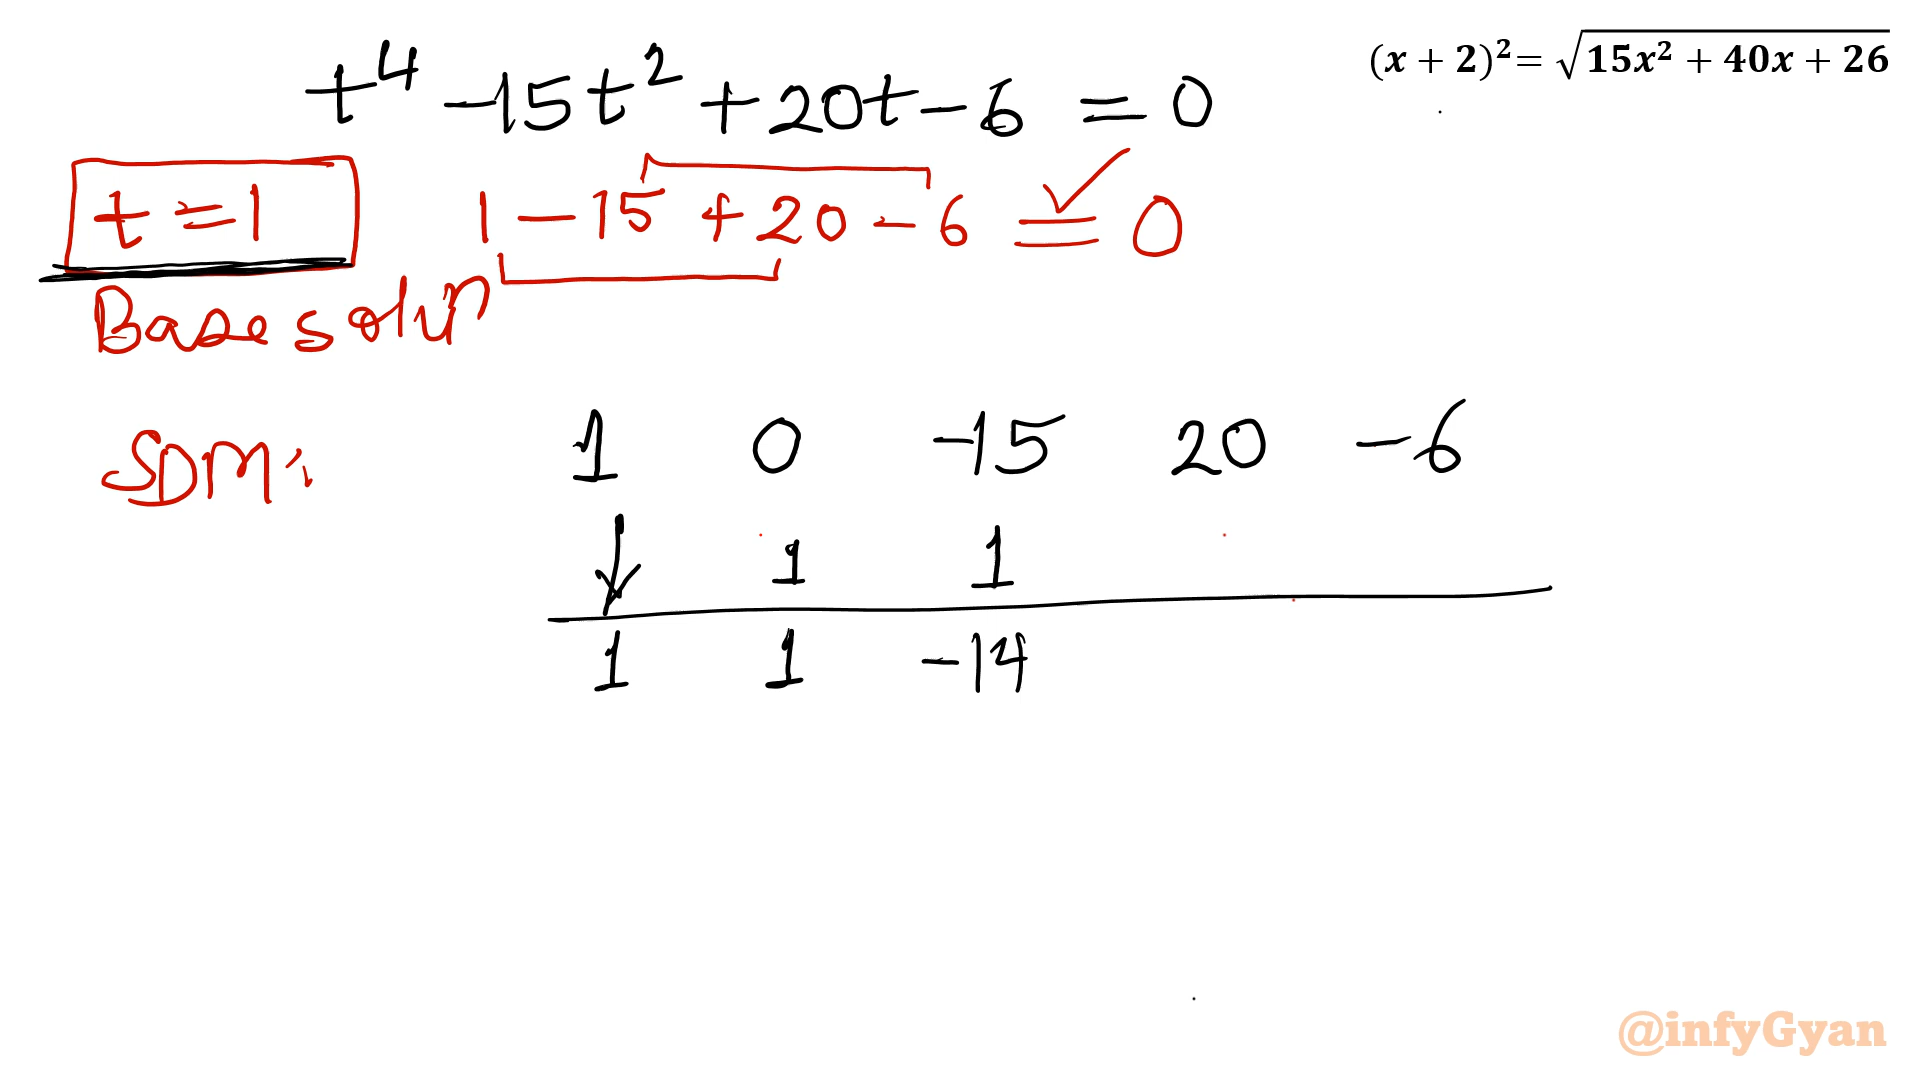 (x + 2)² = √15x² + 40x + 26
t⁴ - 15t² + 20t - 6 = 0
t = 1 1 - 15 + 20 - 6 = 0
Base solⁿ
SDM: 1 0 -15 20 -6
1 1
1 1 -14
@infyGyan